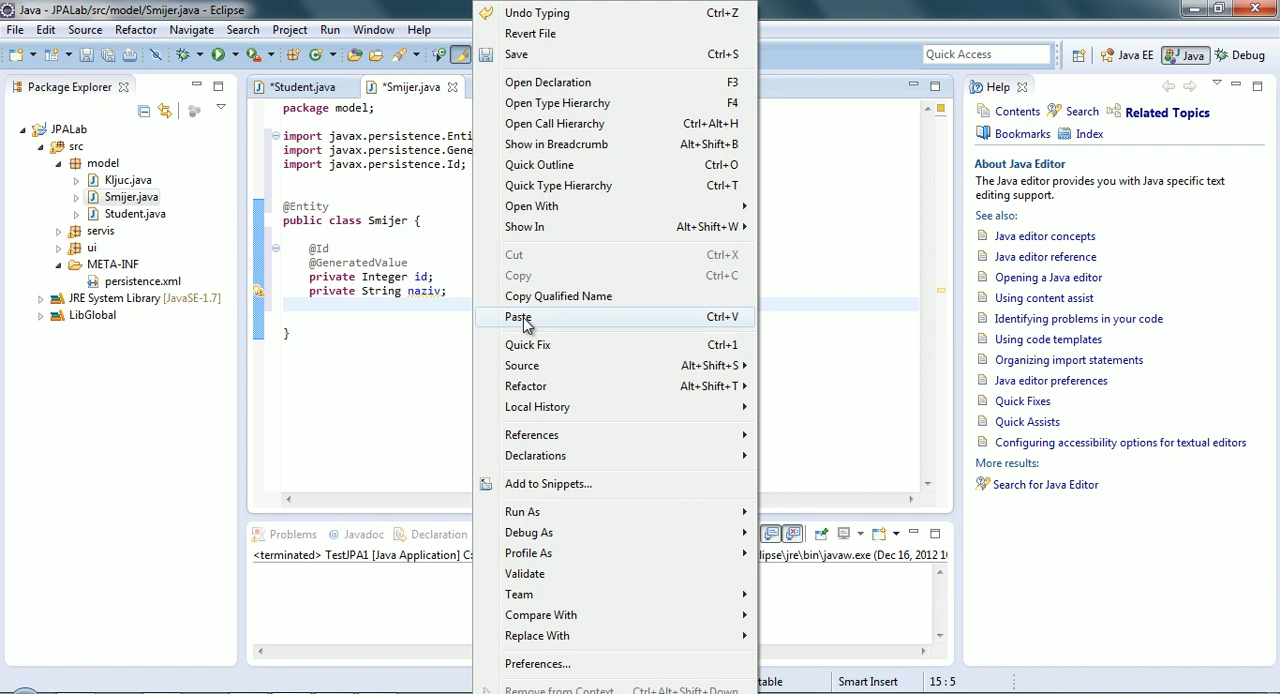 Java - JPALab/src/model/Smijer.java - Eclipse
File Edit Source Refactor Navigate Search Project Run Window Help
Quick Access
Java EE Java Debug
Package Explorer
JPALab
src
model
Kljuc.java
Smijer.java
Student.java
servis
ui
META-INF
persistence.xml
JRE System Library [JavaSE-1.7]
LibGlobal
*Student.java *Smijer.java
package model;
import javax.persistence.Enti
import javax.persistence.Gene
import javax.persistence.Id;
@Entity
public class Smijer {
@Id
@GeneratedValue
private Integer id;
private String naziv;
}
Undo Typing Ctrl+Z
Revert File
Save Ctrl+S
Open Declaration F3
Open Type Hierarchy F4
Open Call Hierarchy Ctrl+Alt+H
Show in Breadcrumb Alt+Shift+B
Quick Outline Ctrl+O
Quick Type Hierarchy Ctrl+T
Open With
Show In Alt+Shift+W
Cut Ctrl+X
Copy Ctrl+C
Copy Qualified Name
Paste Ctrl+V
Quick Fix Ctrl+1
Source Alt+Shift+S
Refactor Alt+Shift+T
Local History
References
Declarations
Add to Snippets...
Run As
Debug As
Profile As
Validate
Team
Compare With
Replace With
Preferences...
Remove from Context Ctrl+Alt+Shift+Down
Problems Javadoc Declaration
<terminated> TestJPA1 [Java Application] C: clipse\jre\bin\javaw.exe (Dec 16, 2012 1
Help
Contents Search Related Topics
Bookmarks Index
About Java Editor
The Java editor provides you with Java specific text
editing support.
See also:
Java editor concepts
Java editor reference
Opening a Java editor
Using content assist
Identifying problems in your code
Using code templates
Organizing import statements
Java editor preferences
Quick Fixes
Quick Assists
Configuring accessibility options for textual editors
More results:
Search for Java Editor
table Smart Insert 15 : 5